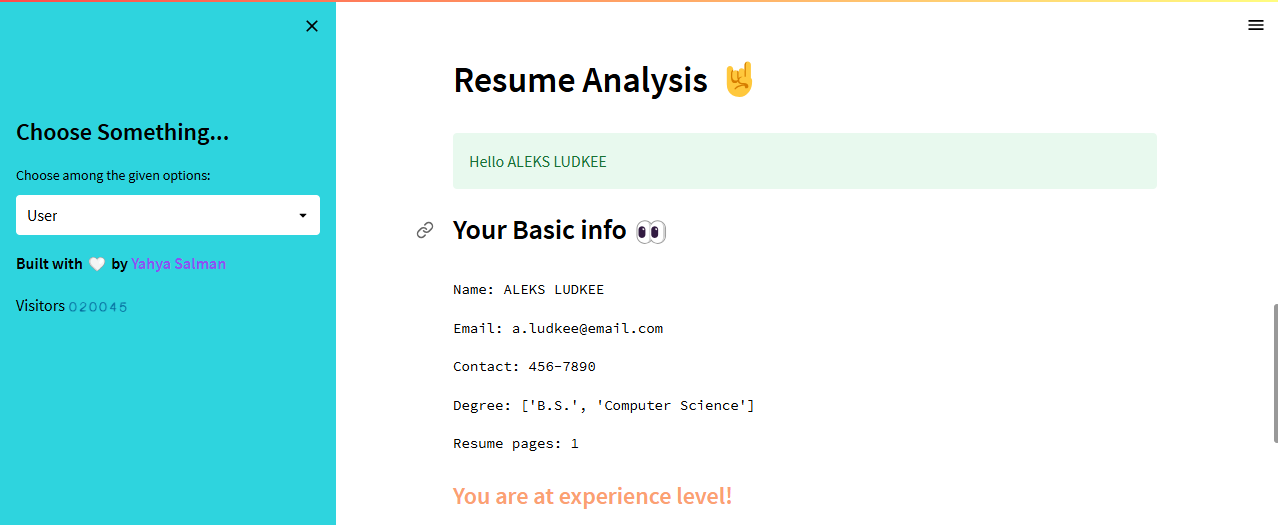 Choose Something...
Choose among the given options:
User
Built with 🤍 by Yahya Salman
Visitors 020045
Resume Analysis 🤘
Hello ALEKS LUDKEE
Your Basic info 👀
Name: ALEKS LUDKEE
Email: a.ludkee@email.com
Contact: 456-7890
Degree: ['B.S.', 'Computer Science']
Resume pages: 1
You are at experience level!